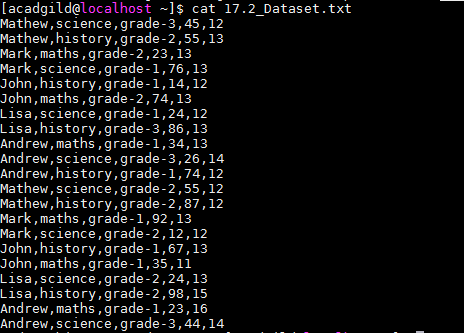 [acadgild@localhost ~]$ cat 17.2_Dataset.txt
Mathew,science,grade-3,45,12
Mathew,history,grade-2,55,13
Mark,maths,grade-2,23,13
Mark,science,grade-1,76,13
John,history,grade-1,14,12
John,maths,grade-2,74,13
Lisa,science,grade-1,24,12
Lisa,history,grade-3,86,13
Andrew,maths,grade-1,34,13
Andrew,science,grade-3,26,14
Andrew,history,grade-1,74,12
Mathew,science,grade-2,55,12
Mathew,history,grade-2,87,12
Mark,maths,grade-1,92,13
Mark,science,grade-2,12,12
John,history,grade-1,67,13
John,maths,grade-1,35,11
Lisa,science,grade-2,24,13
Lisa,history,grade-2,98,15
Andrew,maths,grade-1,23,16
Andrew,science,grade-3,44,14